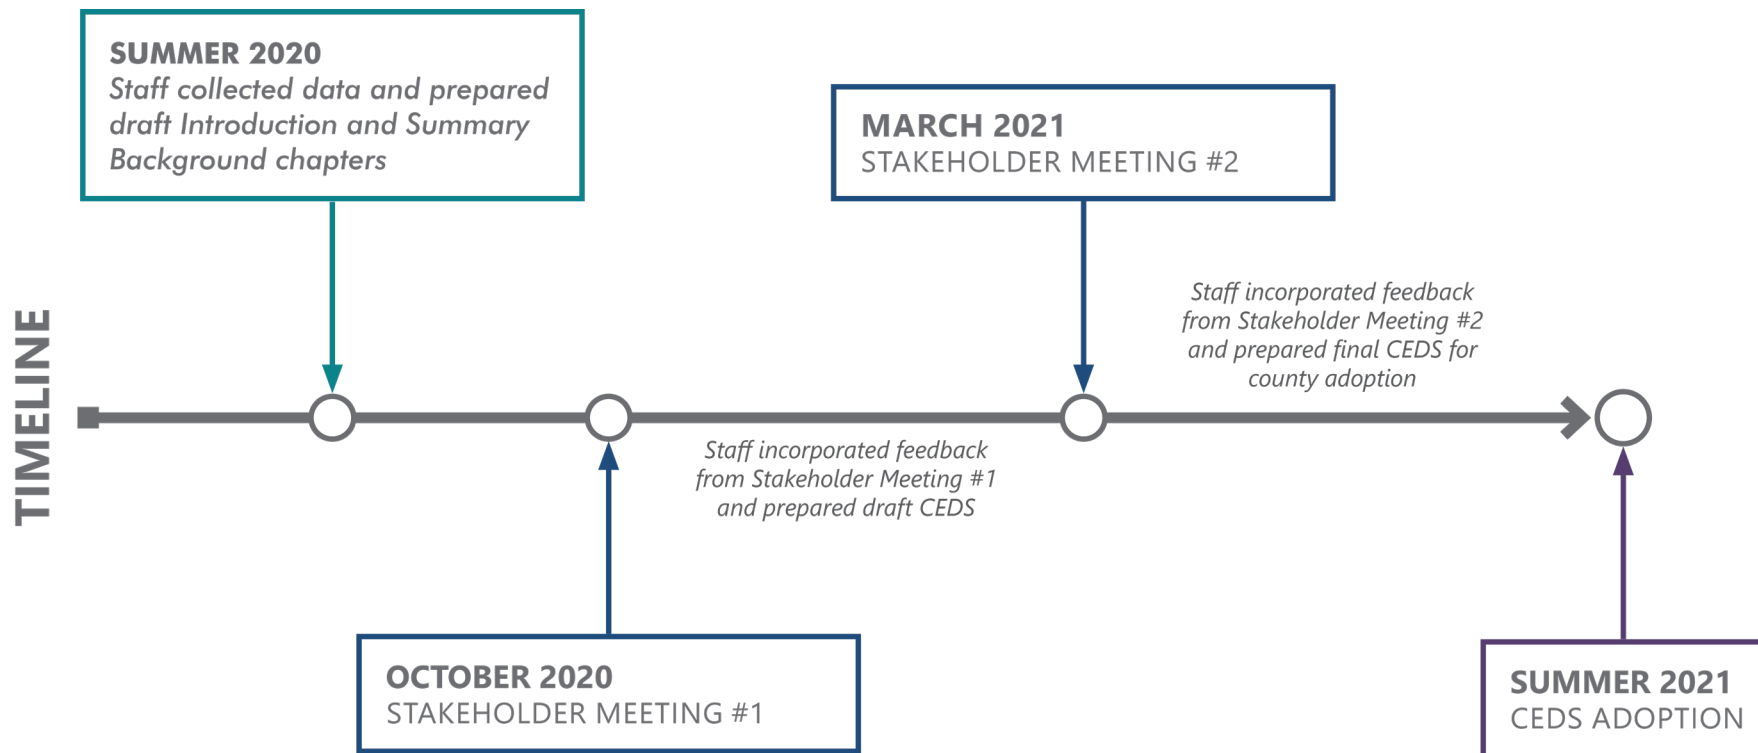 TIMELINE
SUMMER 2020
Staff collected data and prepared
draft Introduction and Summary
Background chapters
OCTOBER 2020
STAKEHOLDER MEETING #1
Staff incorporated feedback
from Stakeholder Meeting #1
and prepared draft CEDS
MARCH 2021
STAKEHOLDER MEETING #2
Staff incorporated feedback
from Stakeholder Meeting #2
and prepared final CEDS for
county adoption
SUMMER 2021
CEDS ADOPTION